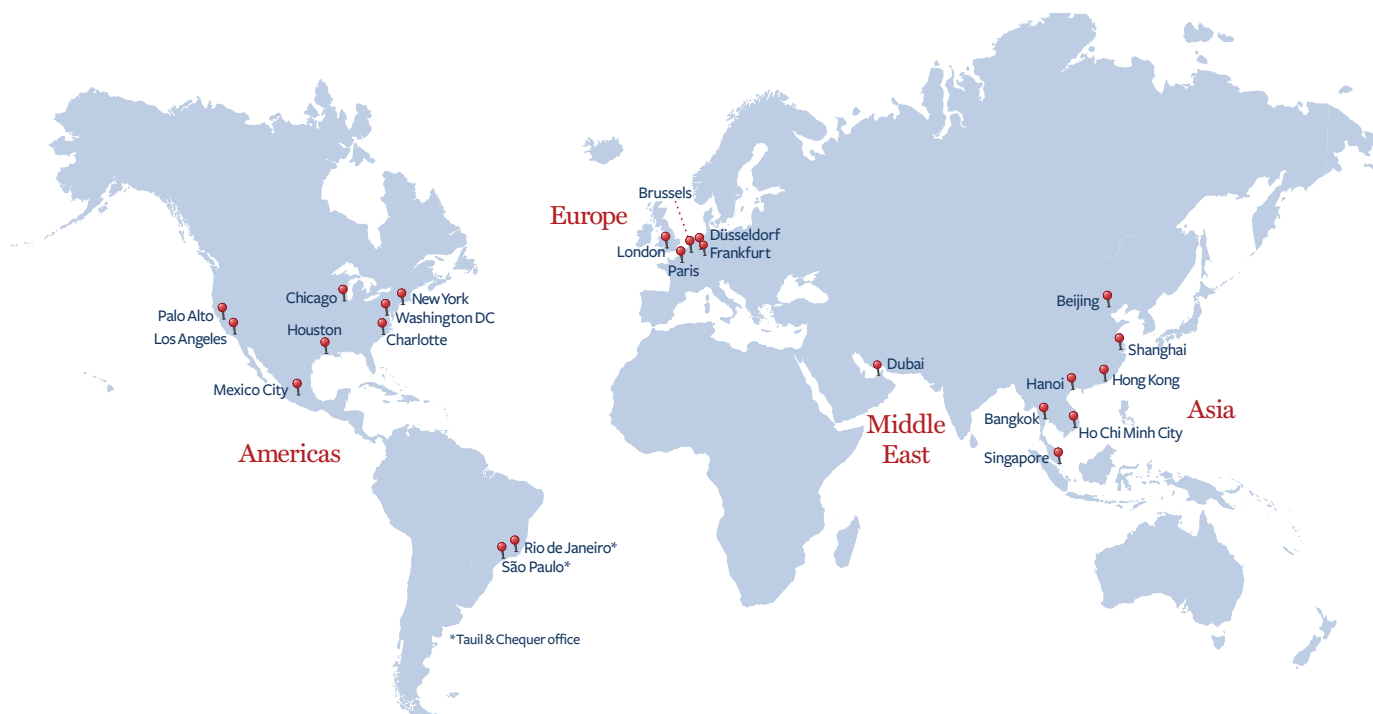 Brussels
Europe
Düsseldorf
London
Frankfurt
Paris
Chicago
New York
Palo Alto
Washington DC
Los Angeles
Houston
Charlotte
Mexico City
Americas
Rio de Janeiro*
São Paulo*
*Tauil & Chequer office
Dubai
Middle
East
Beijing
Shanghai
Hanoi
Hong Kong
Bangkok
Asia
Ho Chi Minh City
Singapore